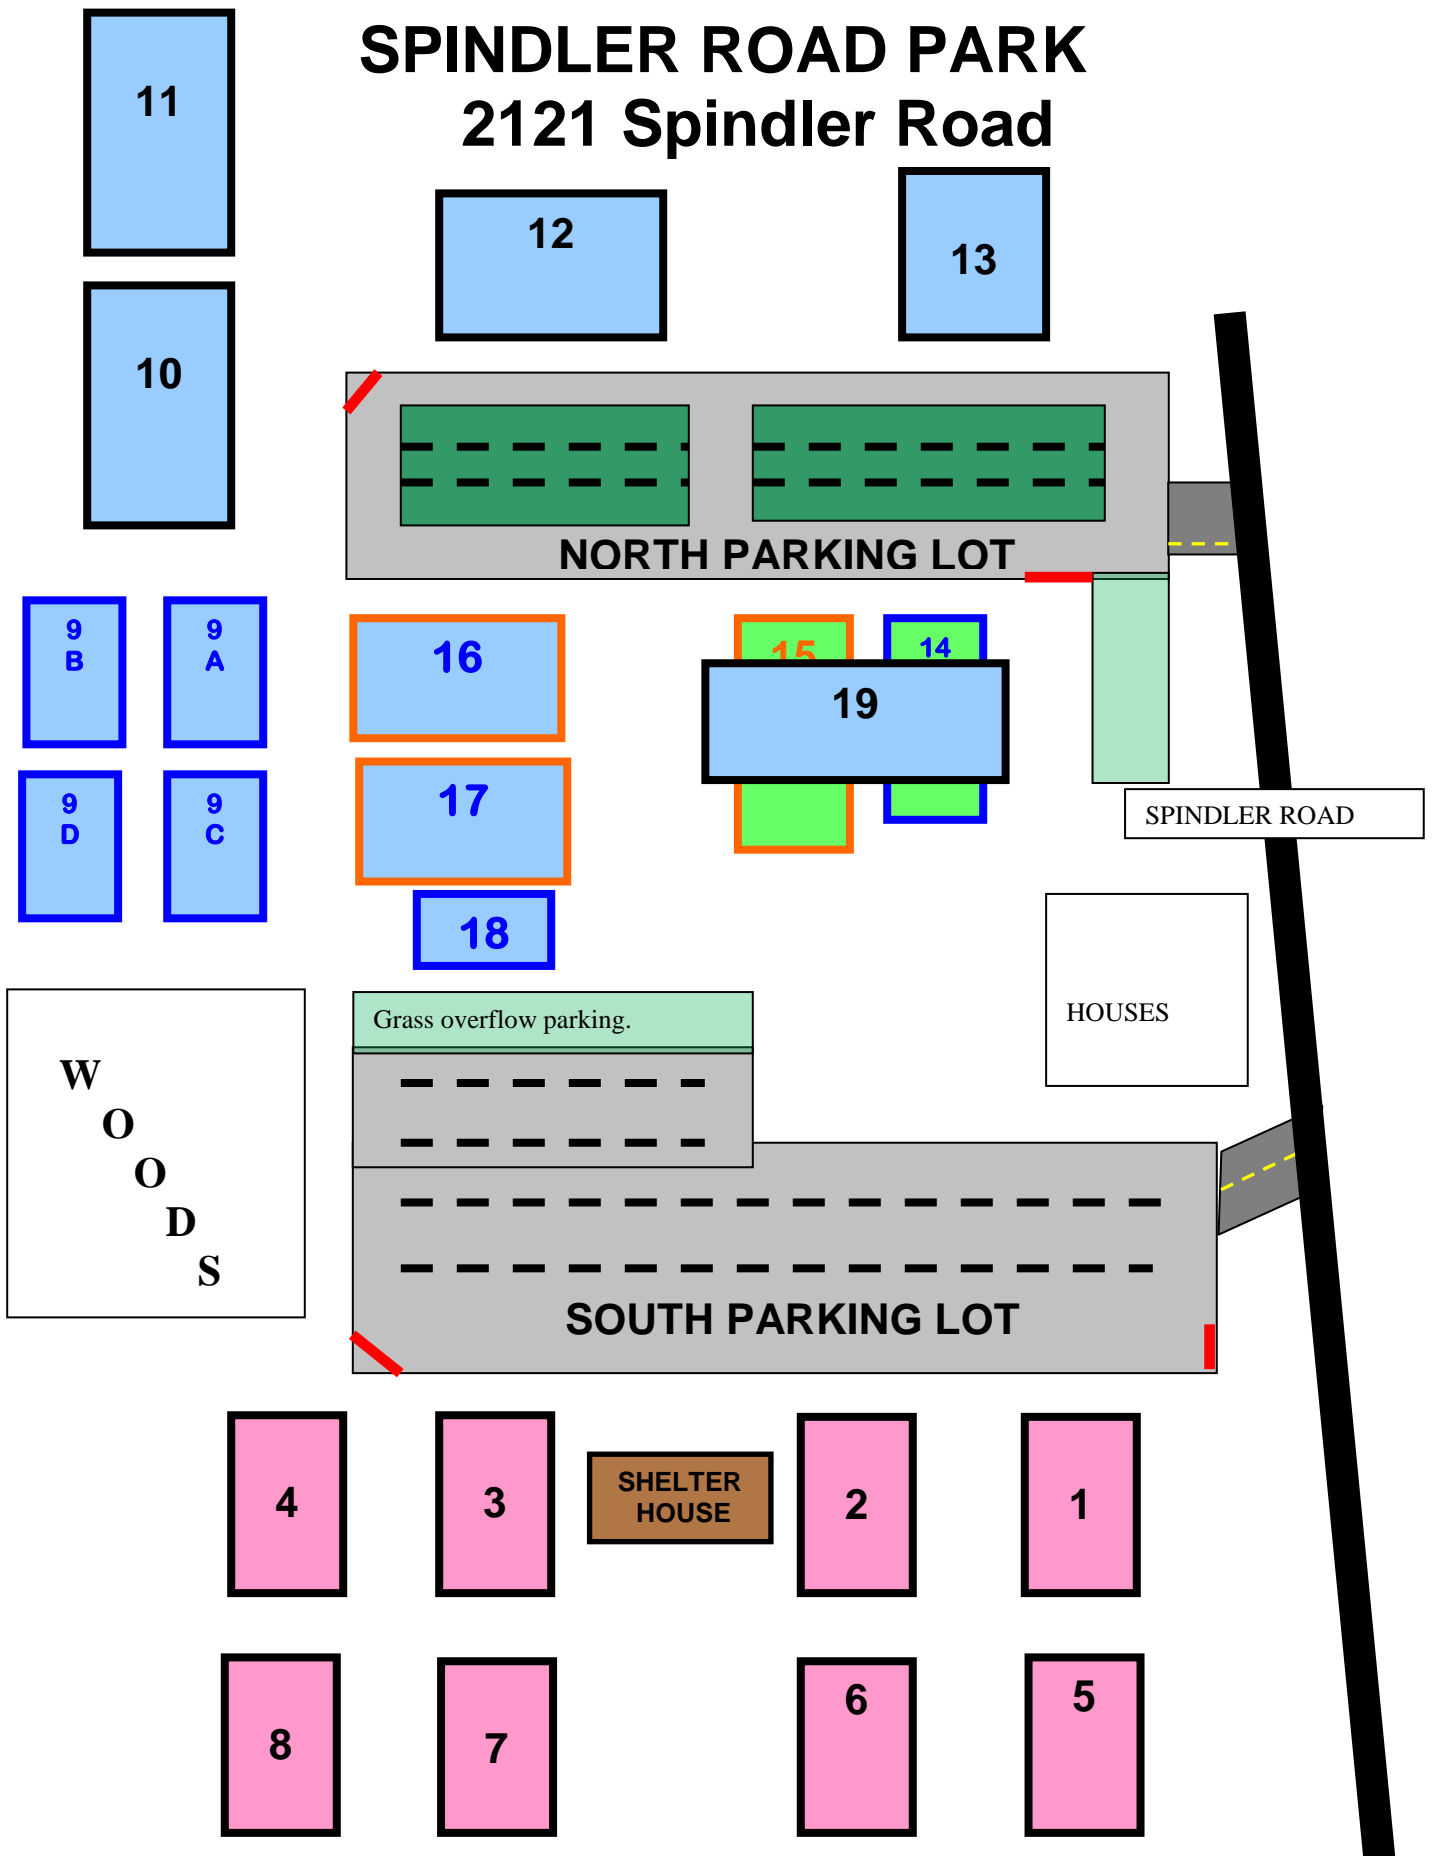 SPINDLER ROAD PARK
2121 Spindler Road
11
12
13
10
NORTH PARKING LOT
9
B
9
A
16
15
14
19
17
9
D
9
C
SPINDLER ROAD
18
HOUSES
Grass overflow parking.
W
O
O
D
S
SOUTH PARKING LOT
4
3
SHELTER
HOUSE
2
1
8
7
6
5